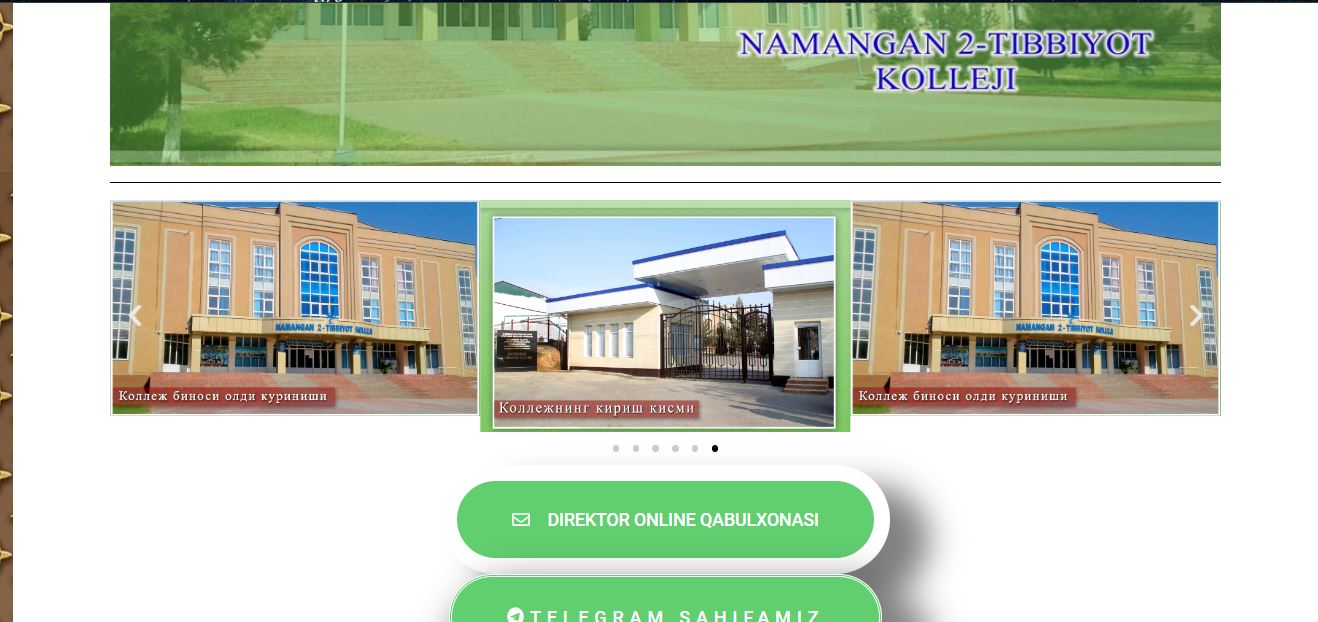 NAMANGAN 2-TIBBIYOT
KOLLEJI
NAMANGAN 2-TIBBIYOT KOLLEJI
Коллеж биноси олди куриниши
Коллежнинг кириш кисми
NAMANGAN 2-TIBBIYOT KOLLEJI
Коллеж биноси олди куриниши
DIREKTOR ONLINE QABULXONASI
TELEGRAM SAHIFAMIZ